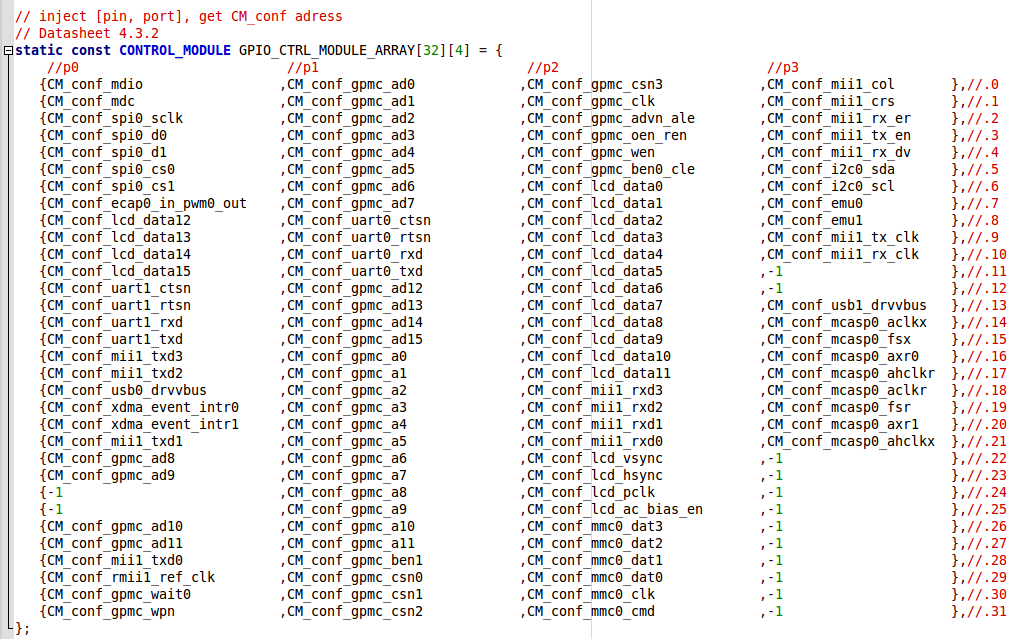 // inject [pin, port], get CM_conf adress
// Datasheet 4.3.2
static const CONTROL_MODULE GPIO_CTRL_MODULE_ARRAY[32][4] = {
//p0 //p1 //p2 //p3
{CM_conf_mdio ,CM_conf_gpmc_ad0 ,CM_conf_gpmc_csn3 ,CM_conf_mii1_col },//.0
{CM_conf_mdc ,CM_conf_gpmc_ad1 ,CM_conf_gpmc_clk ,CM_conf_mii1_crs },//.1
{CM_conf_spi0_sclk ,CM_conf_gpmc_ad2 ,CM_conf_gpmc_advn_ale ,CM_conf_mii1_rx_er },//.2
{CM_conf_spi0_d0 ,CM_conf_gpmc_ad3 ,CM_conf_gpmc_oen_ren ,CM_conf_mii1_tx_en },//.3
{CM_conf_spi0_d1 ,CM_conf_gpmc_ad4 ,CM_conf_gpmc_wen ,CM_conf_mii1_rx_dv },//.4
{CM_conf_spi0_cs0 ,CM_conf_gpmc_ad5 ,CM_conf_gpmc_ben0_cle ,CM_conf_i2c0_sda },//.5
{CM_conf_spi0_cs1 ,CM_conf_gpmc_ad6 ,CM_conf_lcd_data0 ,CM_conf_i2c0_scl },//.6
{CM_conf_ecap0_in_pwm0_out ,CM_conf_gpmc_ad7 ,CM_conf_lcd_data1 ,CM_conf_emu0 },//.7
{CM_conf_lcd_data12 ,CM_conf_uart0_ctsn ,CM_conf_lcd_data2 ,CM_conf_emu1 },//.8
{CM_conf_lcd_data13 ,CM_conf_uart0_rtsn ,CM_conf_lcd_data3 ,CM_conf_mii1_tx_clk },//.9
{CM_conf_lcd_data14 ,CM_conf_uart0_rxd ,CM_conf_lcd_data4 ,CM_conf_mii1_rx_clk },//.10
{CM_conf_lcd_data15 ,CM_conf_uart0_txd ,CM_conf_lcd_data5 ,-1 },//.11
{CM_conf_uart1_ctsn ,CM_conf_gpmc_ad12 ,CM_conf_lcd_data6 ,-1 },//.12
{CM_conf_uart1_rtsn ,CM_conf_gpmc_ad13 ,CM_conf_lcd_data7 ,CM_conf_usb1_drvvbus },//.13
{CM_conf_uart1_rxd ,CM_conf_gpmc_ad14 ,CM_conf_lcd_data8 ,CM_conf_mcasp0_aclkx },//.14
{CM_conf_uart1_txd ,CM_conf_gpmc_ad15 ,CM_conf_lcd_data9 ,CM_conf_mcasp0_fsx },//.15
{CM_conf_mii1_txd3 ,CM_conf_gpmc_a0 ,CM_conf_lcd_data10 ,CM_conf_mcasp0_axr0 },//.16
{CM_conf_mii1_txd2 ,CM_conf_gpmc_a1 ,CM_conf_lcd_data11 ,CM_conf_mcasp0_ahclkr },//.17
{CM_conf_usb0_drvvbus ,CM_conf_gpmc_a2 ,CM_conf_mii1_rxd3 ,CM_conf_mcasp0_aclkr },//.18
{CM_conf_xdma_event_intr0 ,CM_conf_gpmc_a3 ,CM_conf_mii1_rxd2 ,CM_conf_mcasp0_fsr },//.19
{CM_conf_xdma_event_intr1 ,CM_conf_gpmc_a4 ,CM_conf_mii1_rxd1 ,CM_conf_mcasp0_axr1 },//.20
{CM_conf_mii1_txd1 ,CM_conf_gpmc_a5 ,CM_conf_mii1_rxd0 ,CM_conf_mcasp0_ahclkx },//.21
{CM_conf_gpmc_ad8 ,CM_conf_gpmc_a6 ,CM_conf_lcd_vsync ,-1 },//.22
{CM_conf_gpmc_ad9 ,CM_conf_gpmc_a7 ,CM_conf_lcd_hsync ,-1 },//.23
{-1 ,CM_conf_gpmc_a8 ,CM_conf_lcd_pclk ,-1 },//.24
{-1 ,CM_conf_gpmc_a9 ,CM_conf_lcd_ac_bias_en ,-1 },//.25
{CM_conf_gpmc_ad10 ,CM_conf_gpmc_a10 ,CM_conf_mmc0_dat3 ,-1 },//.26
{CM_conf_gpmc_ad11 ,CM_conf_gpmc_a11 ,CM_conf_mmc0_dat2 ,-1 },//.27
{CM_conf_mii1_txd0 ,CM_conf_gpmc_ben1 ,CM_conf_mmc0_dat1 ,-1 },//.28
{CM_conf_rmii1_ref_clk ,CM_conf_gpmc_csn0 ,CM_conf_mmc0_dat0 ,-1 },//.29
{CM_conf_gpmc_wait0 ,CM_conf_gpmc_csn1 ,CM_conf_mmc0_clk ,-1 },//.30
{CM_conf_gpmc_wpn ,CM_conf_gpmc_csn2 ,CM_conf_mmc0_cmd ,-1 },//.31
};